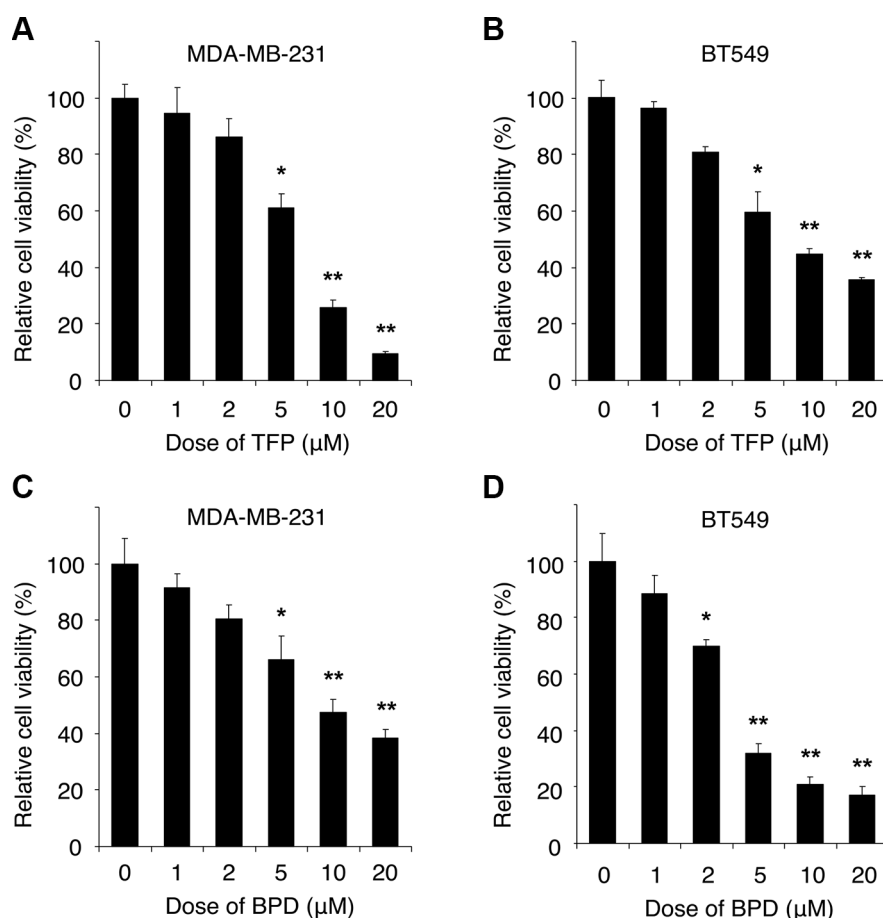 A
MDA-MB-231
Relative cell viability (%)
100
80
60
40
20
0
*
**
**
0 1 2 5 10 20
Dose of TFP (μM)
B
BT549
Relative cell viability (%)
100
80
60
40
20
0
*
**
**
0 1 2 5 10 20
Dose of TFP (μM)
C
MDA-MB-231
Relative cell viability (%)
100
80
60
40
20
0
*
**
**
0 1 2 5 10 20
Dose of BPD (μM)
D
BT549
Relative cell viability (%)
100
80
60
40
20
0
*
**
**
**
0 1 2 5 10 20
Dose of BPD (μM)